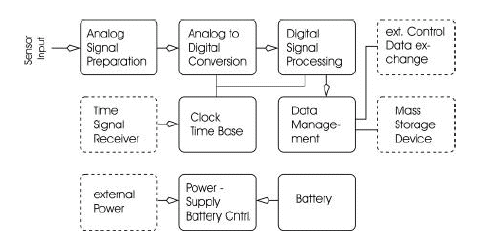 Sensor
Input
Analog
Signal
Preparation
Analog to
Digital
Conversion
Digital
Signal
Processing
ext. Control
Data ex-
change
Time
Signal
Receiver
Clock
Time Base
Data
Manage-
ment
Mass
Storage
Device
external
Power
Power -
Supply
Battery Cntrl.
Battery